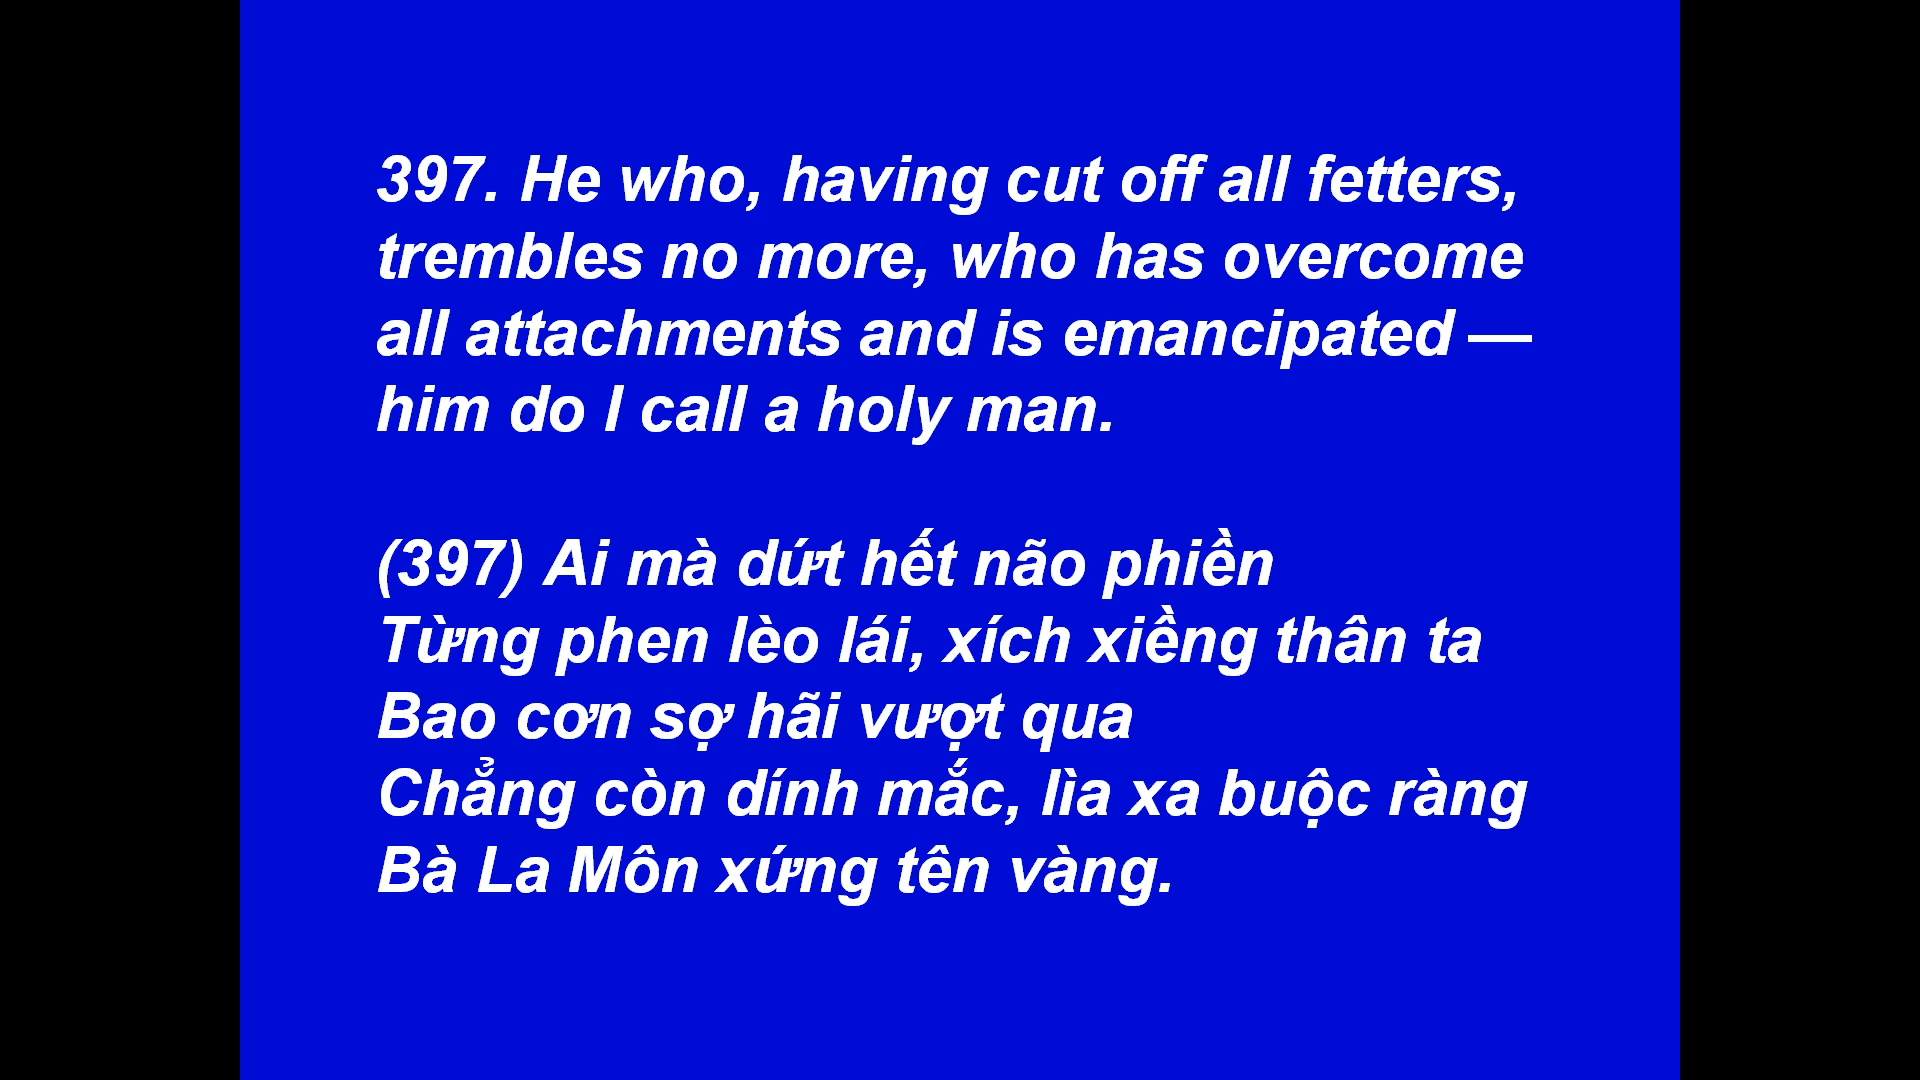 397. He who, having cut off all fetters,
trembles no more, who has overcome
all attachments and is emancipated —
him do I call a holy man.
(397) Ai mà dứt hết não phiền
Từng phen lèo lái, xích xiềng thân ta
Bao cơn sợ hãi vượt qua
Chẳng còn dính mắc, lìa xa buộc ràng
Bà La Môn xứng tên vàng.